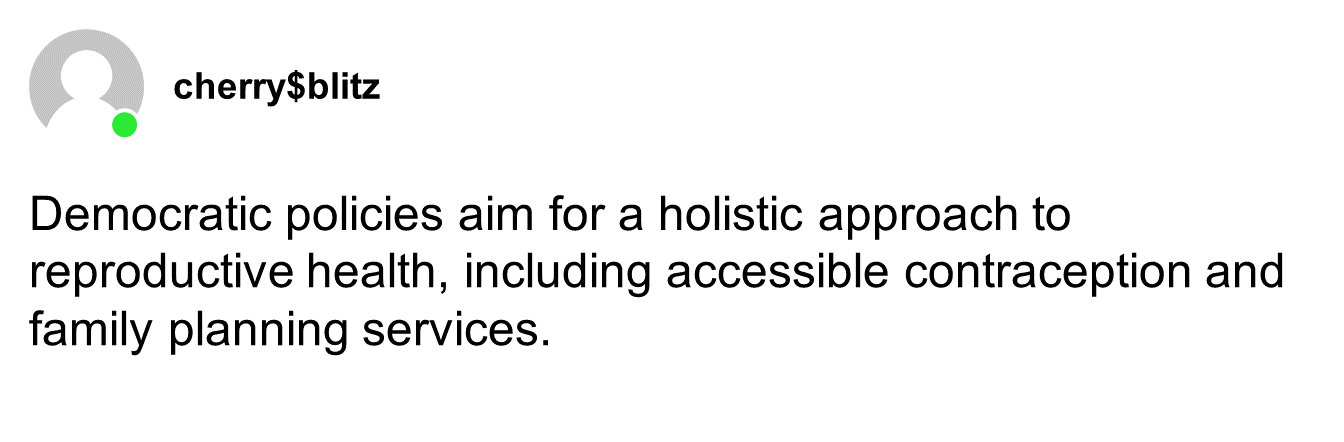 cherry$blitz
Democratic policies aim for a holistic approach to
reproductive health, including accessible contraception and
family planning services.